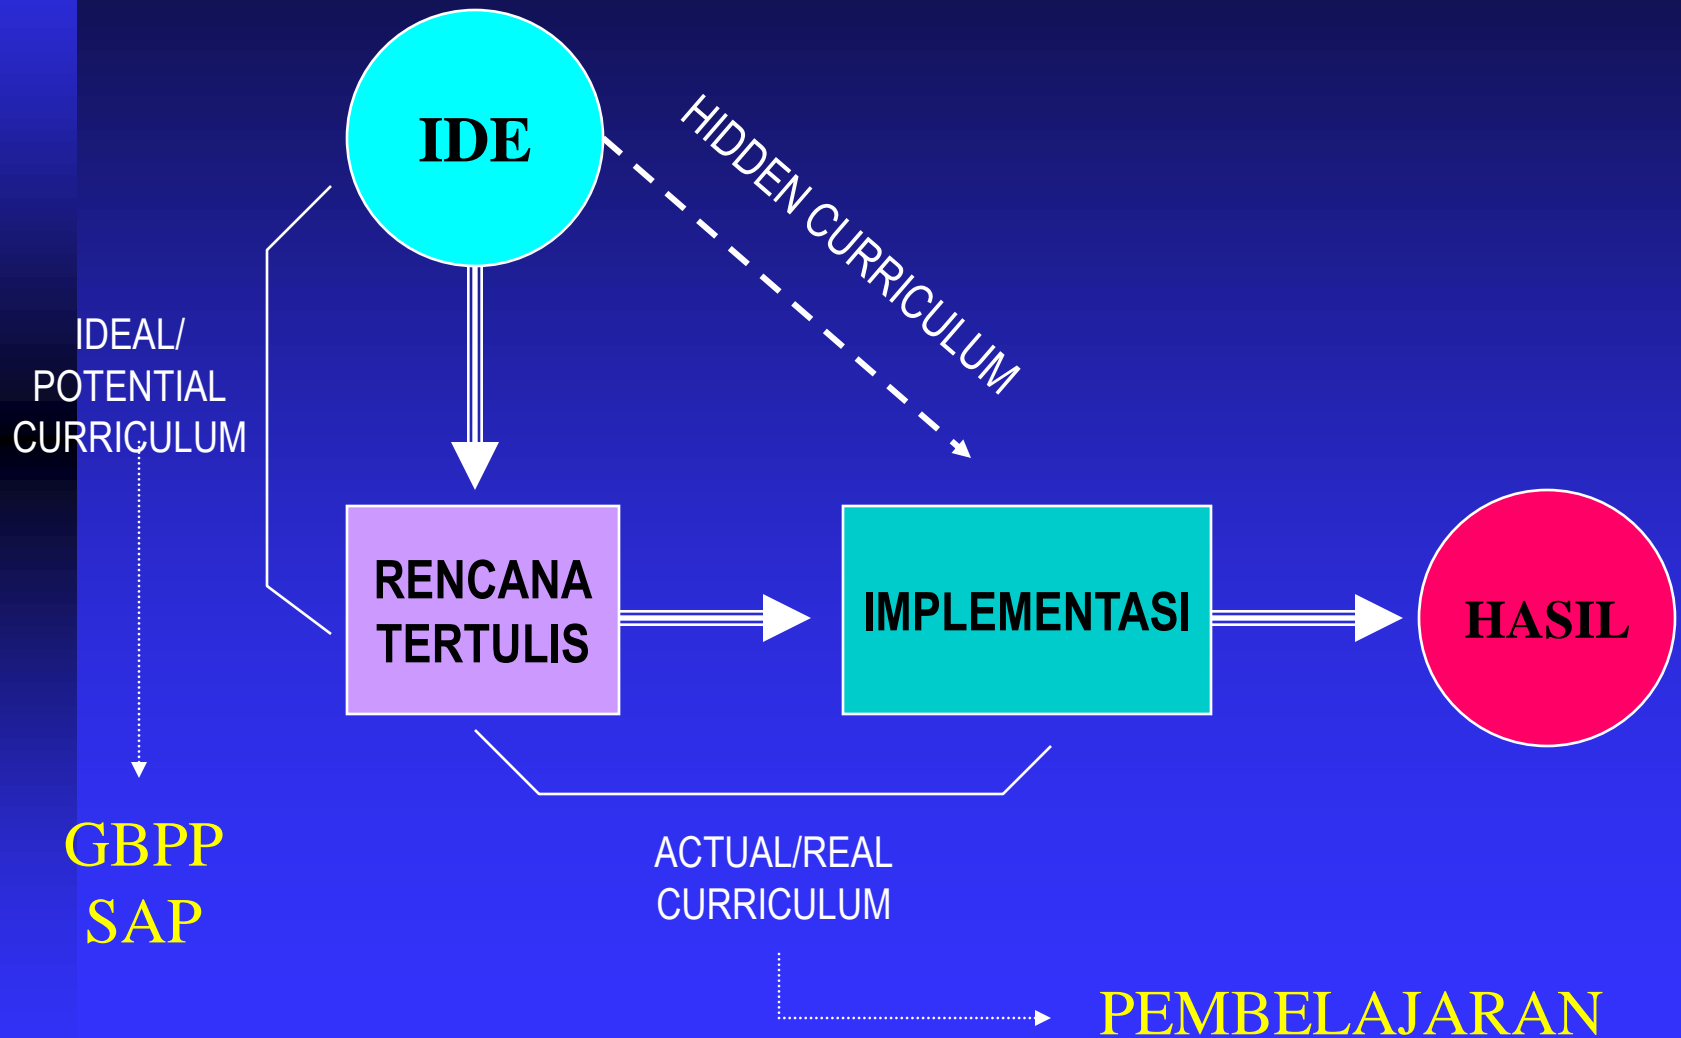 IDE
HIDDEN CURRICULUM
IDEAL/
POTENTIAL
CURRICULUM
RENCANA
TERTULIS
IMPLEMENTASI
HASIL
GBPP
SAP
ACTUAL/REAL
CURRICULUM
PEMBELAJARAN